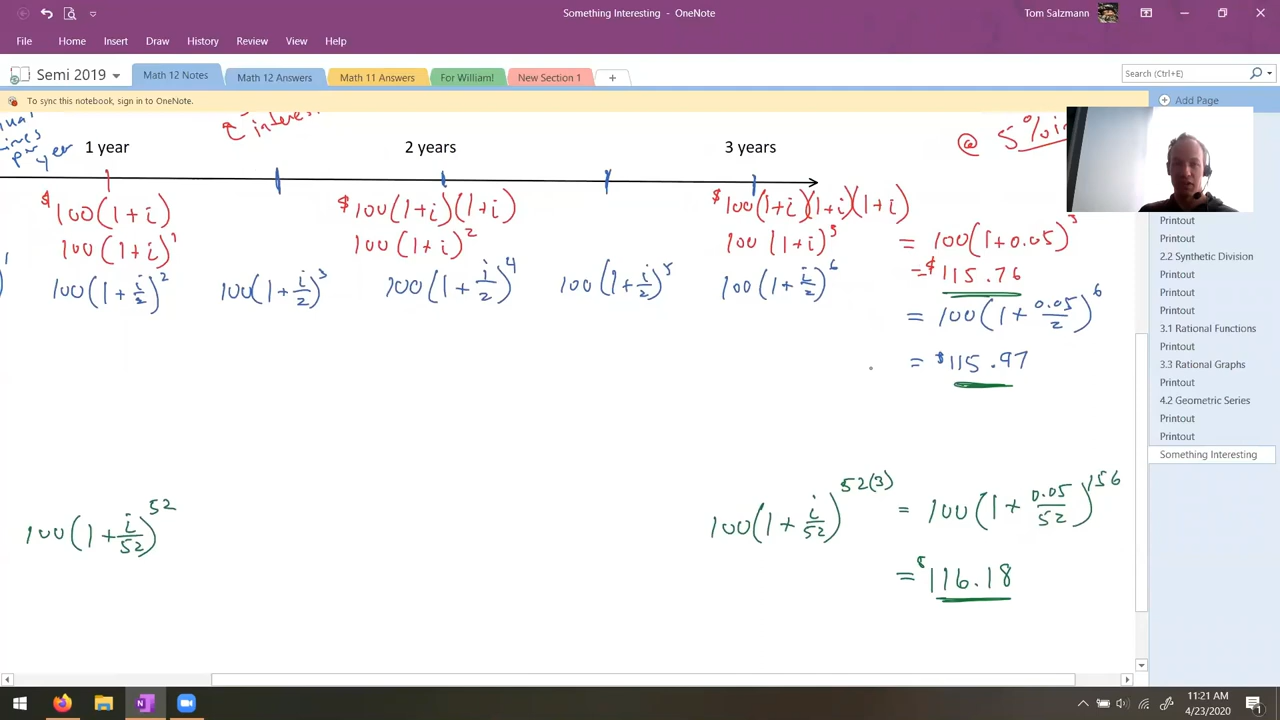 Something Interesting - OneNote
Tom Salzmann
File Home Insert Draw History Review View Help
Semi 2019
Math 12 Notes
Math 12 Answers
Math 11 Answers
For William!
New Section 1
Search (Ctrl+E)
To sync this notebook, sign in to OneNote.
Add Page
interes
@ 5%
per year
1 year
2 years
3 years
$100(1+i)
$100(1+i)(1+i)
$100(1+i)(1+i)(1+i)
100(1+i)^1
100(1+i)^2
100(1+i)^3
= 100(1+0.05)^3
= $115.76
100(1+i/2)^2
100(1+i/2)^3
100(1+i/2)^4
100(1+i/2)^5
100(1+i/2)^6
= 100(1+0.05/2)^6
= $115.97
100(1+i/52)^52
100(1+i/52)^52(3)
= 100(1+0.05/52)^156
= $116.18
Printout
Printout
2.2 Synthetic Division
Printout
Printout
3.1 Rational Functions
Printout
3.3 Rational Graphs
Printout
4.2 Geometric Series
Printout
Printout
Something Interesting
11:21 AM
4/23/2020